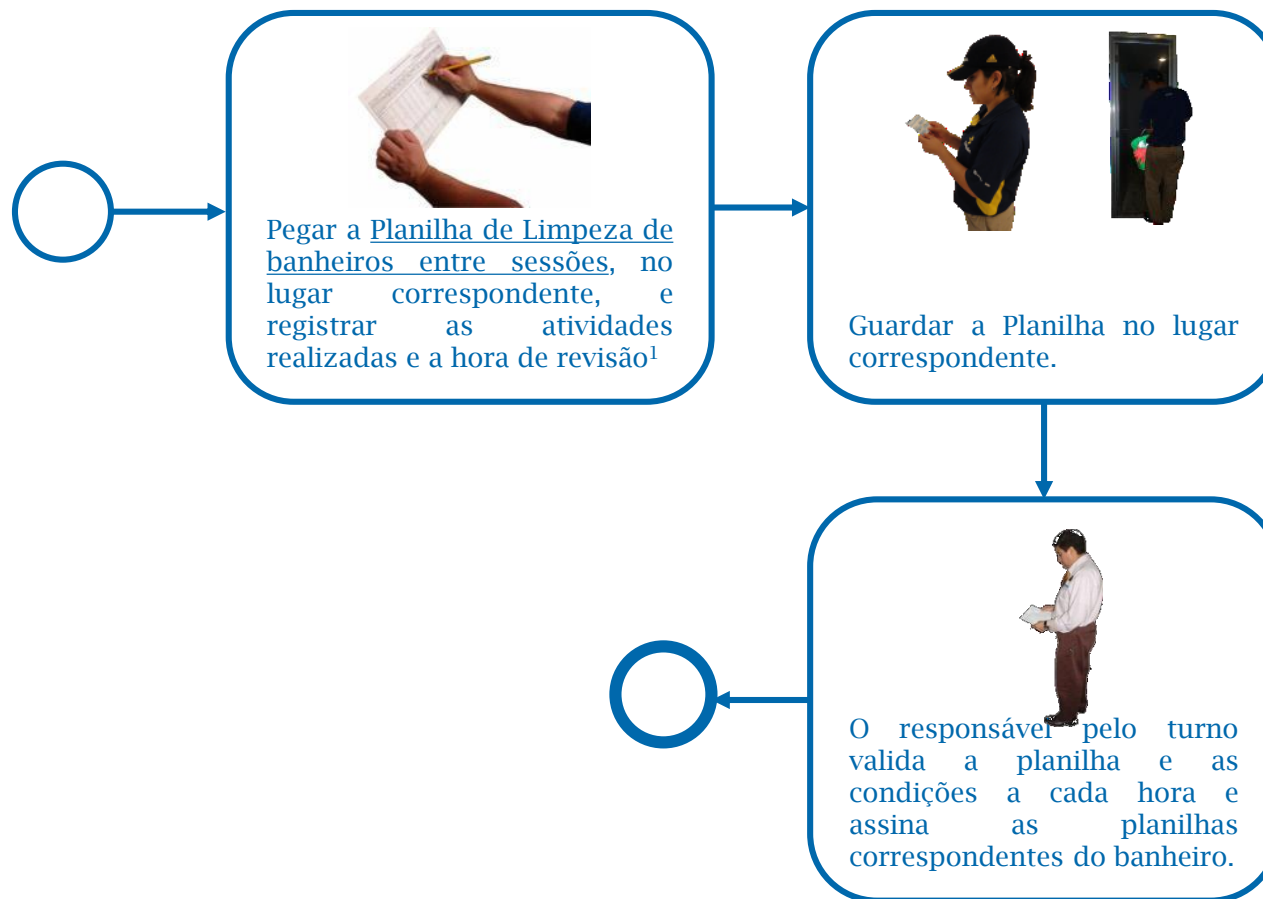 Pegar a Planilha de Limpeza de
banheiros entre sessões, no
lugar correspondente, e
registrar as atividades
realizadas e a hora de revisão¹
Guardar a Planilha no lugar
correspondente.
O responsável pelo turno
valida a planilha e as
condições a cada hora e
assina as planilhas
correspondentes do banheiro.